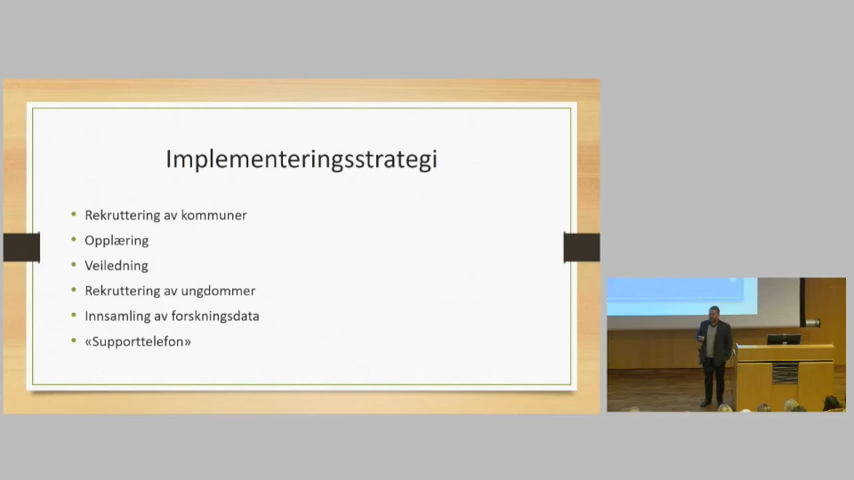 Implementeringsstrategi
• Rekruttering av kommuner
• Opplæring
• Veiledning
• Rekruttering av ungdommer
• Innsamling av forskningsdata
• «Supporttelefon»